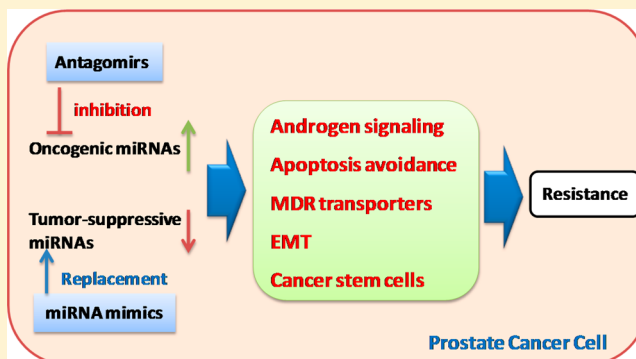 Antagomirs
inhibition
Oncogenic miRNAs
Tumor-suppressive
miRNAs
Replacement
miRNA mimics
Androgen signaling
Apoptosis avoidance
MDR transporters
EMT
Cancer stem cells
Resistance
Prostate Cancer Cell